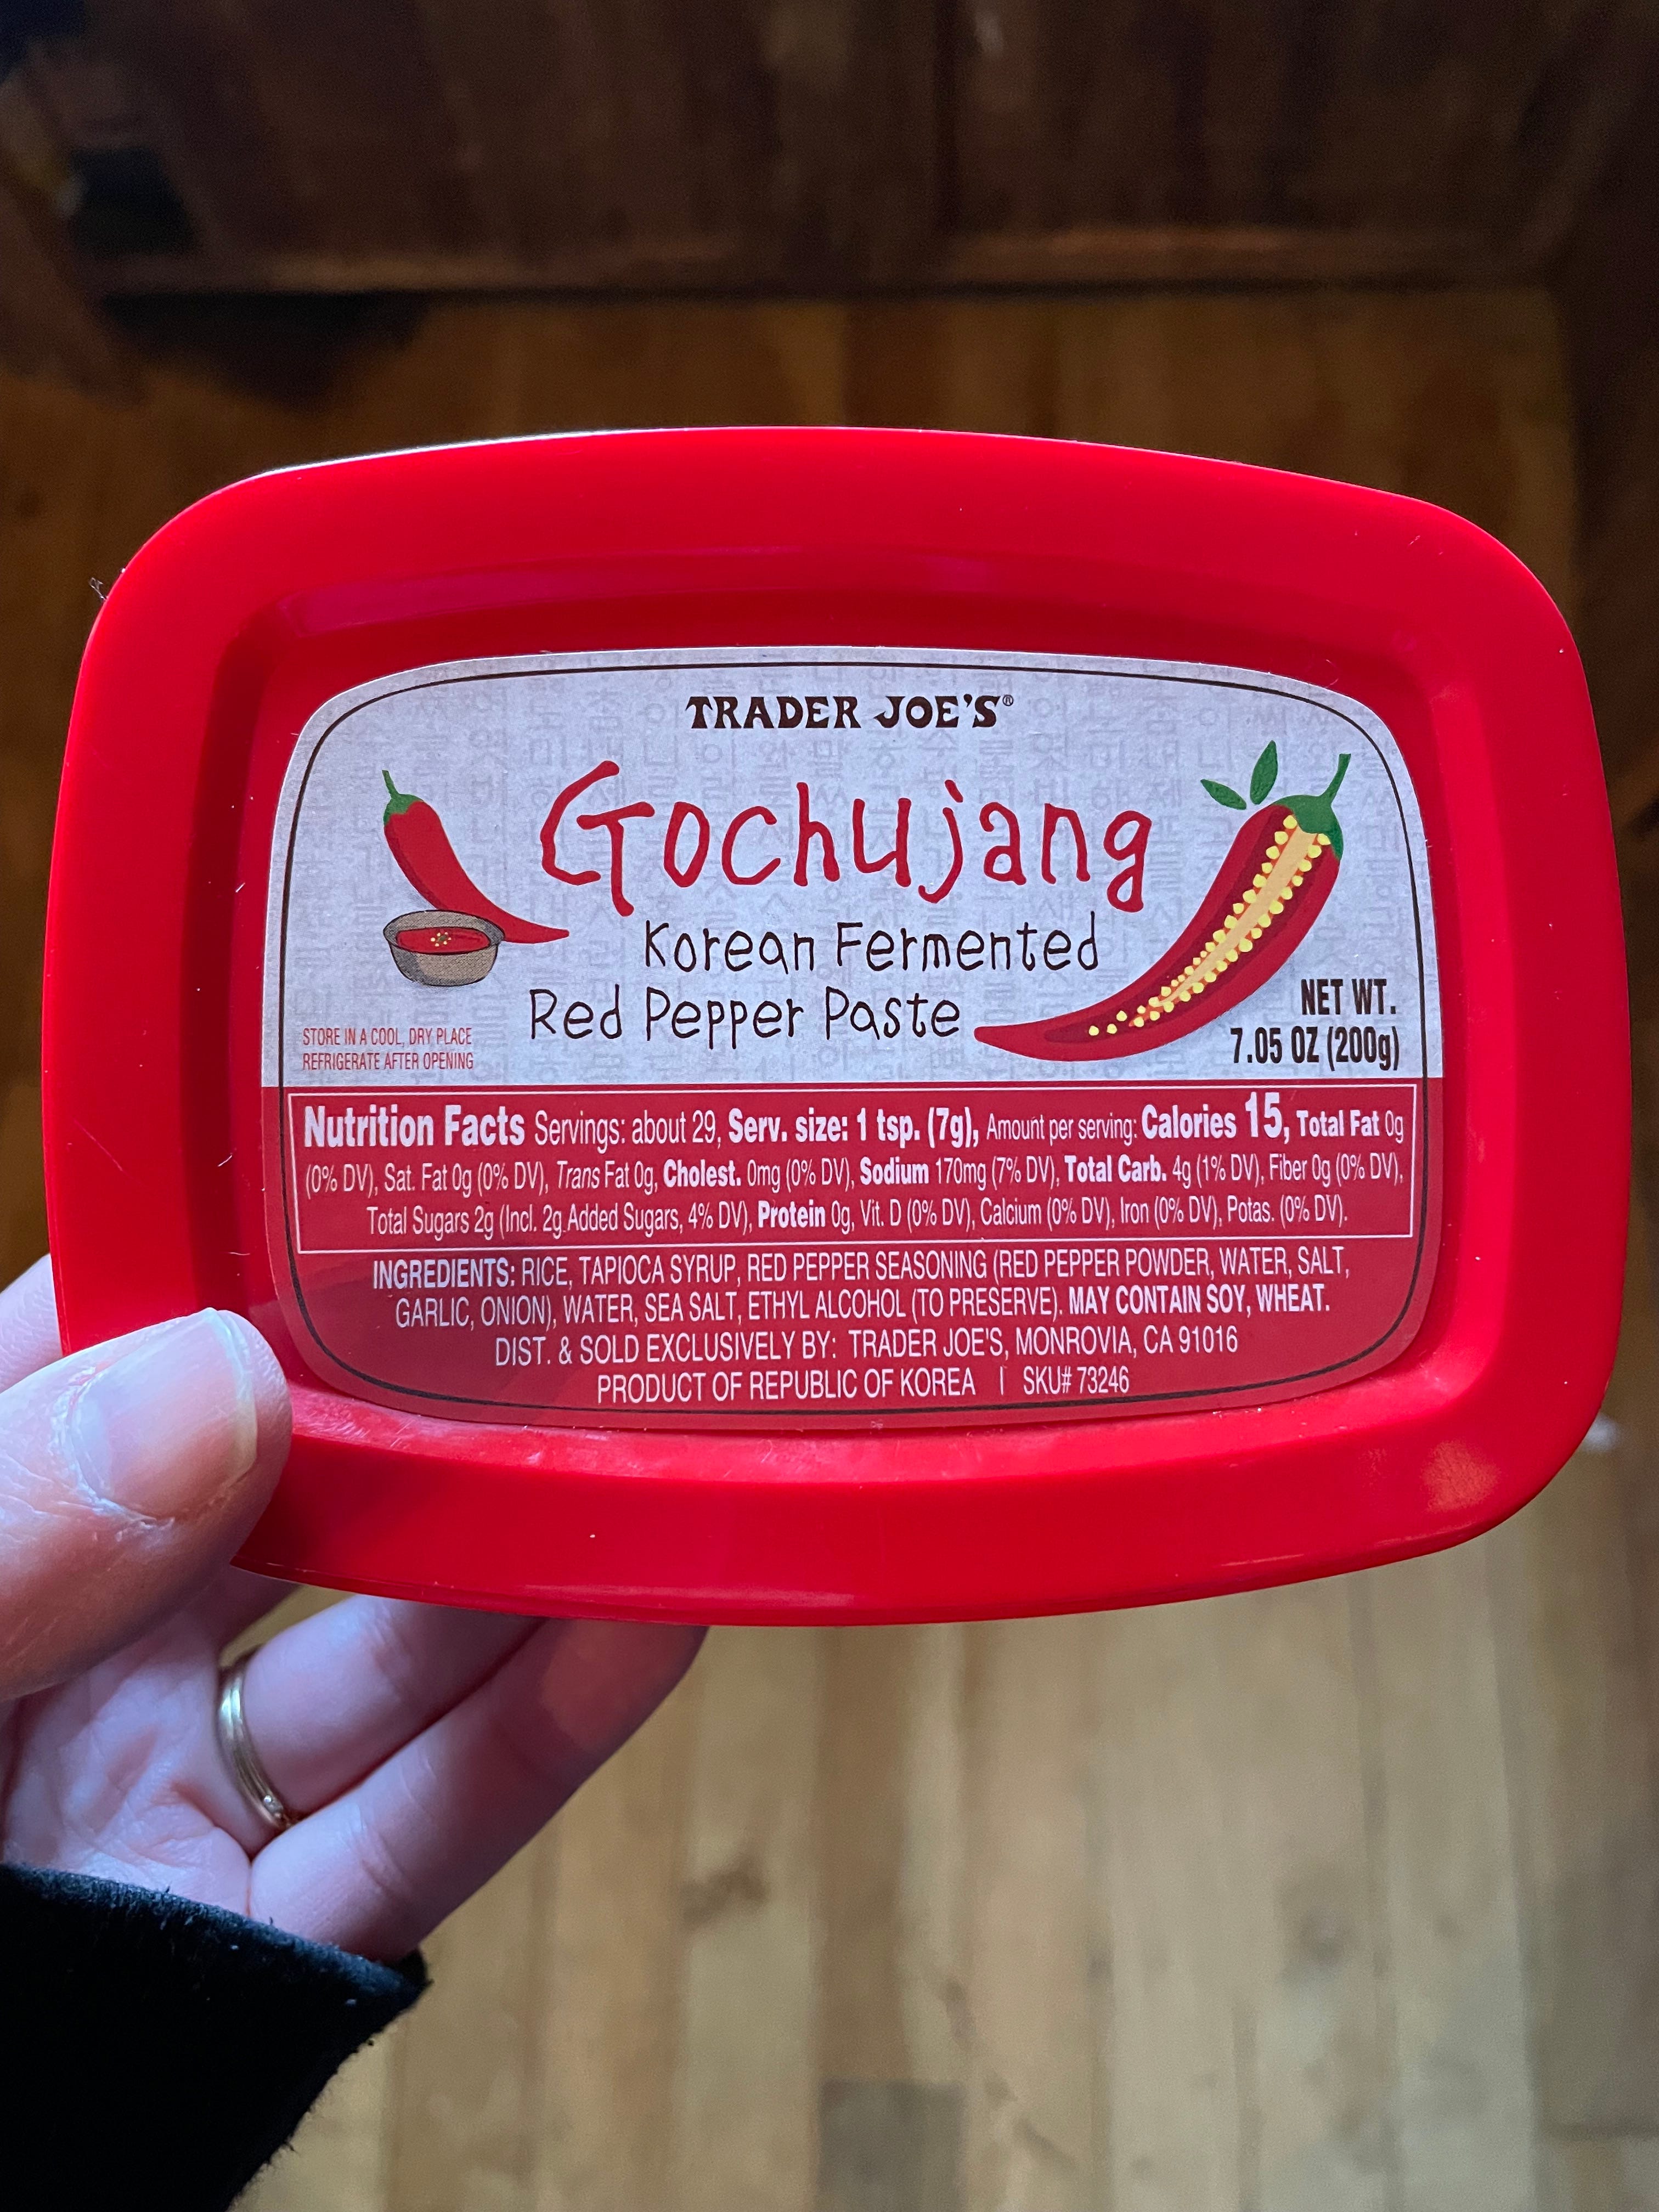 TRADER JOE'S®
Gochujang
Korean Fermented
Red Pepper Paste
STORE IN A COOL, DRY PLACE
REFRIGERATE AFTER OPENING
NET WT.
7.05 OZ (200g)
Nutrition Facts Servings: about 29, Serv. size: 1 tsp. (7g), Amount per serving: Calories 15, Total Fat 0g
(0% DV), Sat. Fat 0g (0% DV), Trans Fat 0g, Cholest. 0mg (0% DV), Sodium 170mg (7% DV), Total Carb. 4g (1% DV), Fiber 0g (0% DV),
Total Sugars 2g (Incl. 2g Added Sugars, 4% DV), Protein 0g, Vit. D (0% DV), Calcium (0% DV), Iron (0% DV), Potas. (0% DV).
INGREDIENTS: RICE, TAPIOCA SYRUP, RED PEPPER SEASONING (RED PEPPER POWDER, WATER, SALT,
GARLIC, ONION), WATER, SEA SALT, ETHYL ALCOHOL (TO PRESERVE). MAY CONTAIN SOY, WHEAT.
DIST. & SOLD EXCLUSIVELY BY: TRADER JOE'S, MONROVIA, CA 91016
PRODUCT OF REPUBLIC OF KOREA | SKU# 73246